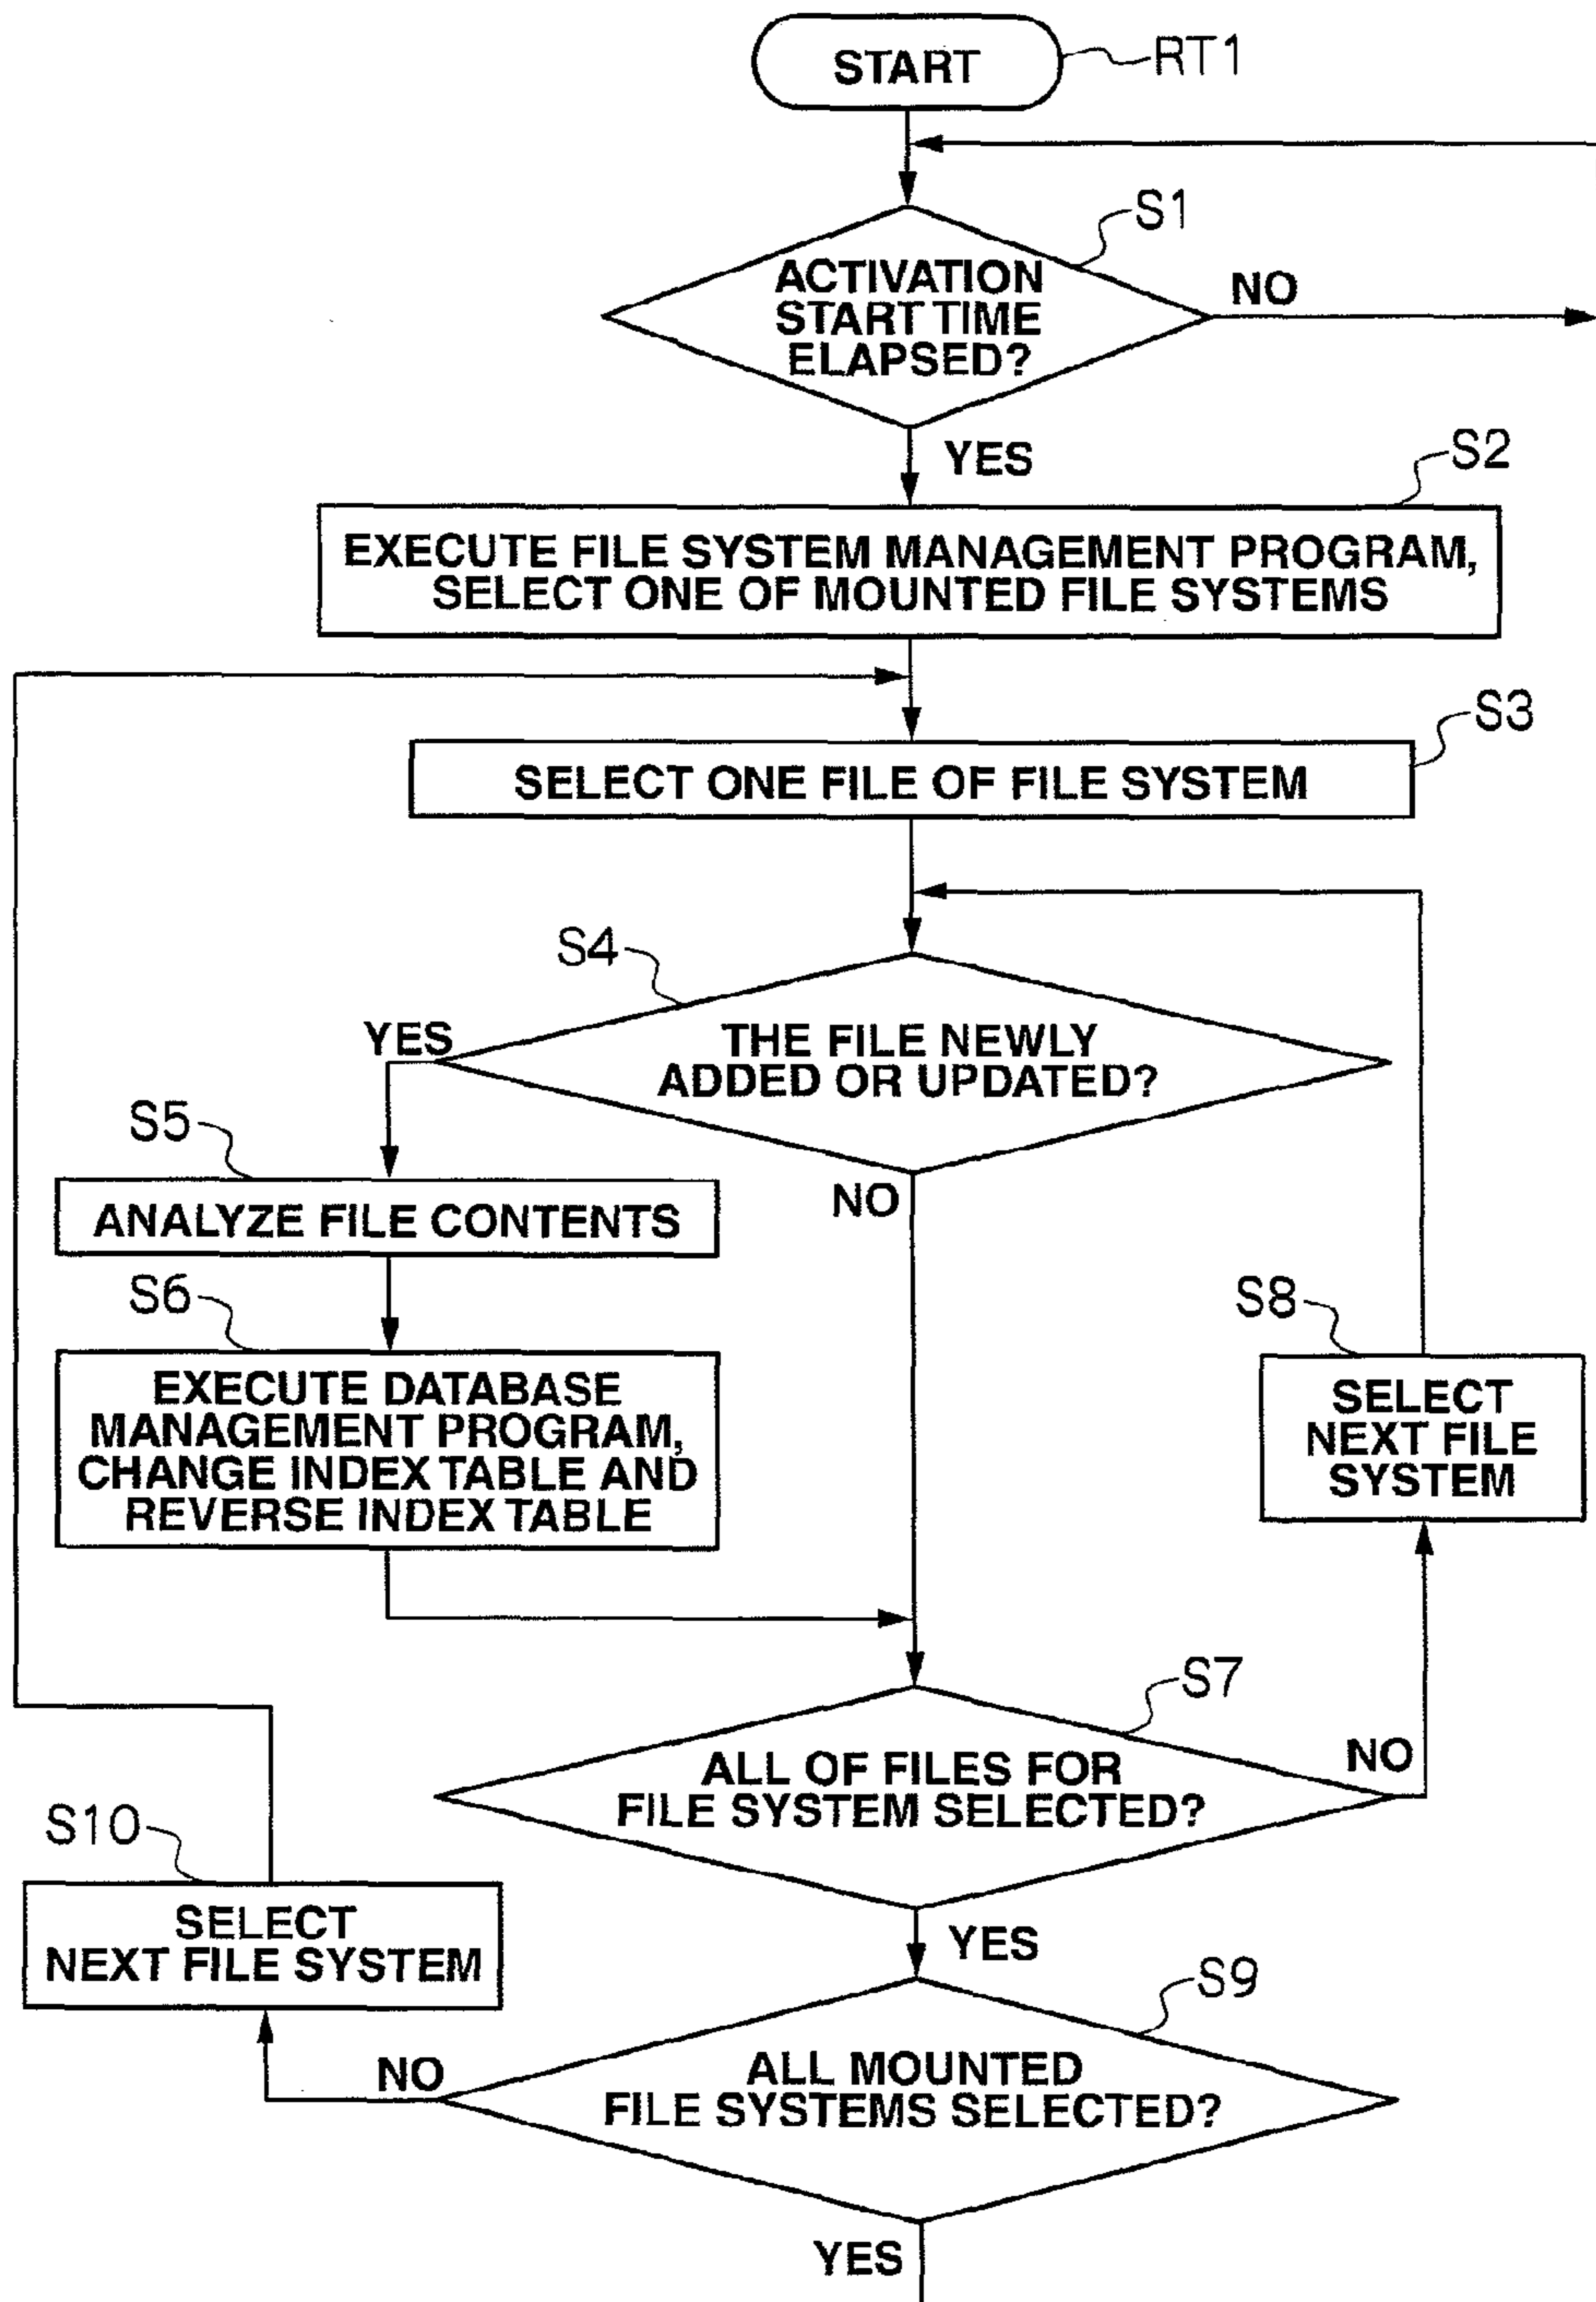 START
RT1
S1
ACTIVATION
START TIME
ELAPSED?
NO
YES
S2
EXECUTE FILE SYSTEM MANAGEMENT PROGRAM,
SELECT ONE OF MOUNTED FILE SYSTEMS
S3
SELECT ONE FILE OF FILE SYSTEM
S4
YES
THE FILE NEWLY
ADDED OR UPDATED?
NO
S5
ANALYZE FILE CONTENTS
S6
EXECUTE DATABASE
MANAGEMENT PROGRAM,
CHANGE INDEX TABLE AND
REVERSE INDEX TABLE
S8
SELECT
NEXT FILE
SYSTEM
S7
ALL OF FILES FOR
FILE SYSTEM SELECTED?
NO
YES
S10
SELECT
NEXT FILE SYSTEM
S9
NO
ALL MOUNTED
FILE SYSTEMS SELECTED?
YES